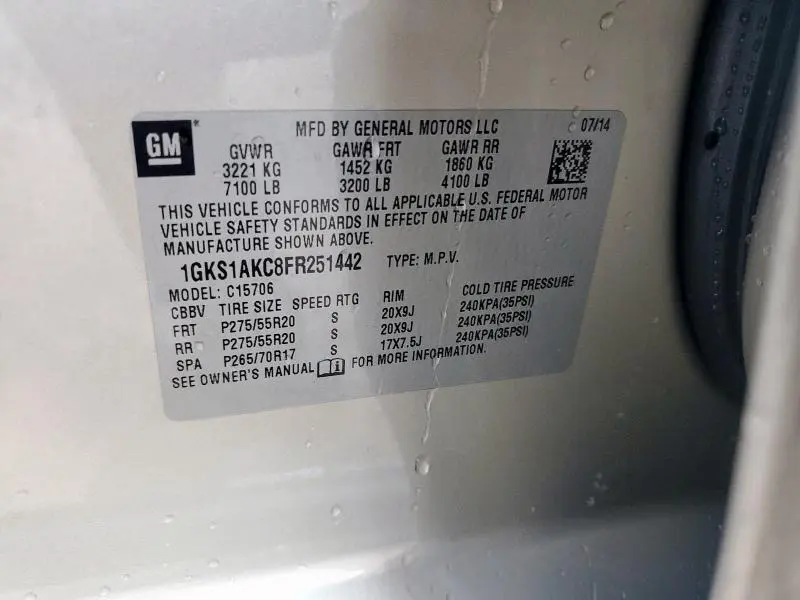 GM MFD BY GENERAL MOTORS LLC 07/14
GVWR GAWR FRT GAWR RR
3221 KG 1452 KG 1860 KG
7100 LB 3200 LB 4100 LB
THIS VEHICLE CONFORMS TO ALL APPLICABLE U.S. FEDERAL MOTOR
VEHICLE SAFETY STANDARDS IN EFFECT ON THE DATE OF
MANUFACTURE SHOWN ABOVE.
1GKS1AKC8FR251442 TYPE: M.P.V.
MODEL: C15706
CBBV TIRE SIZE SPEED RTG RIM COLD TIRE PRESSURE
FRT P275/55R20 S 20X9J 240KPA(35PSI)
RR P275/55R20 S 20X9J 240KPA(35PSI)
SPA P265/70R17 S 17X7.5J 240KPA(35PSI)
SEE OWNER'S MANUAL FOR MORE INFORMATION.